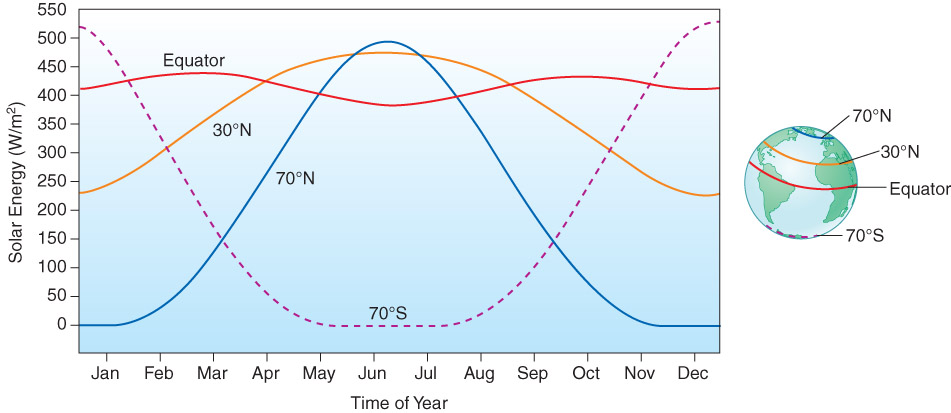 550
500
450
400
350
300
250
200
150
100
50
0
Solar Energy (W/m²)
Equator
30°N
70°N
70°S
Jan Feb Mar Apr May Jun Jul Aug Sep Oct Nov Dec
Time of Year
70°N
30°N
Equator
70°S